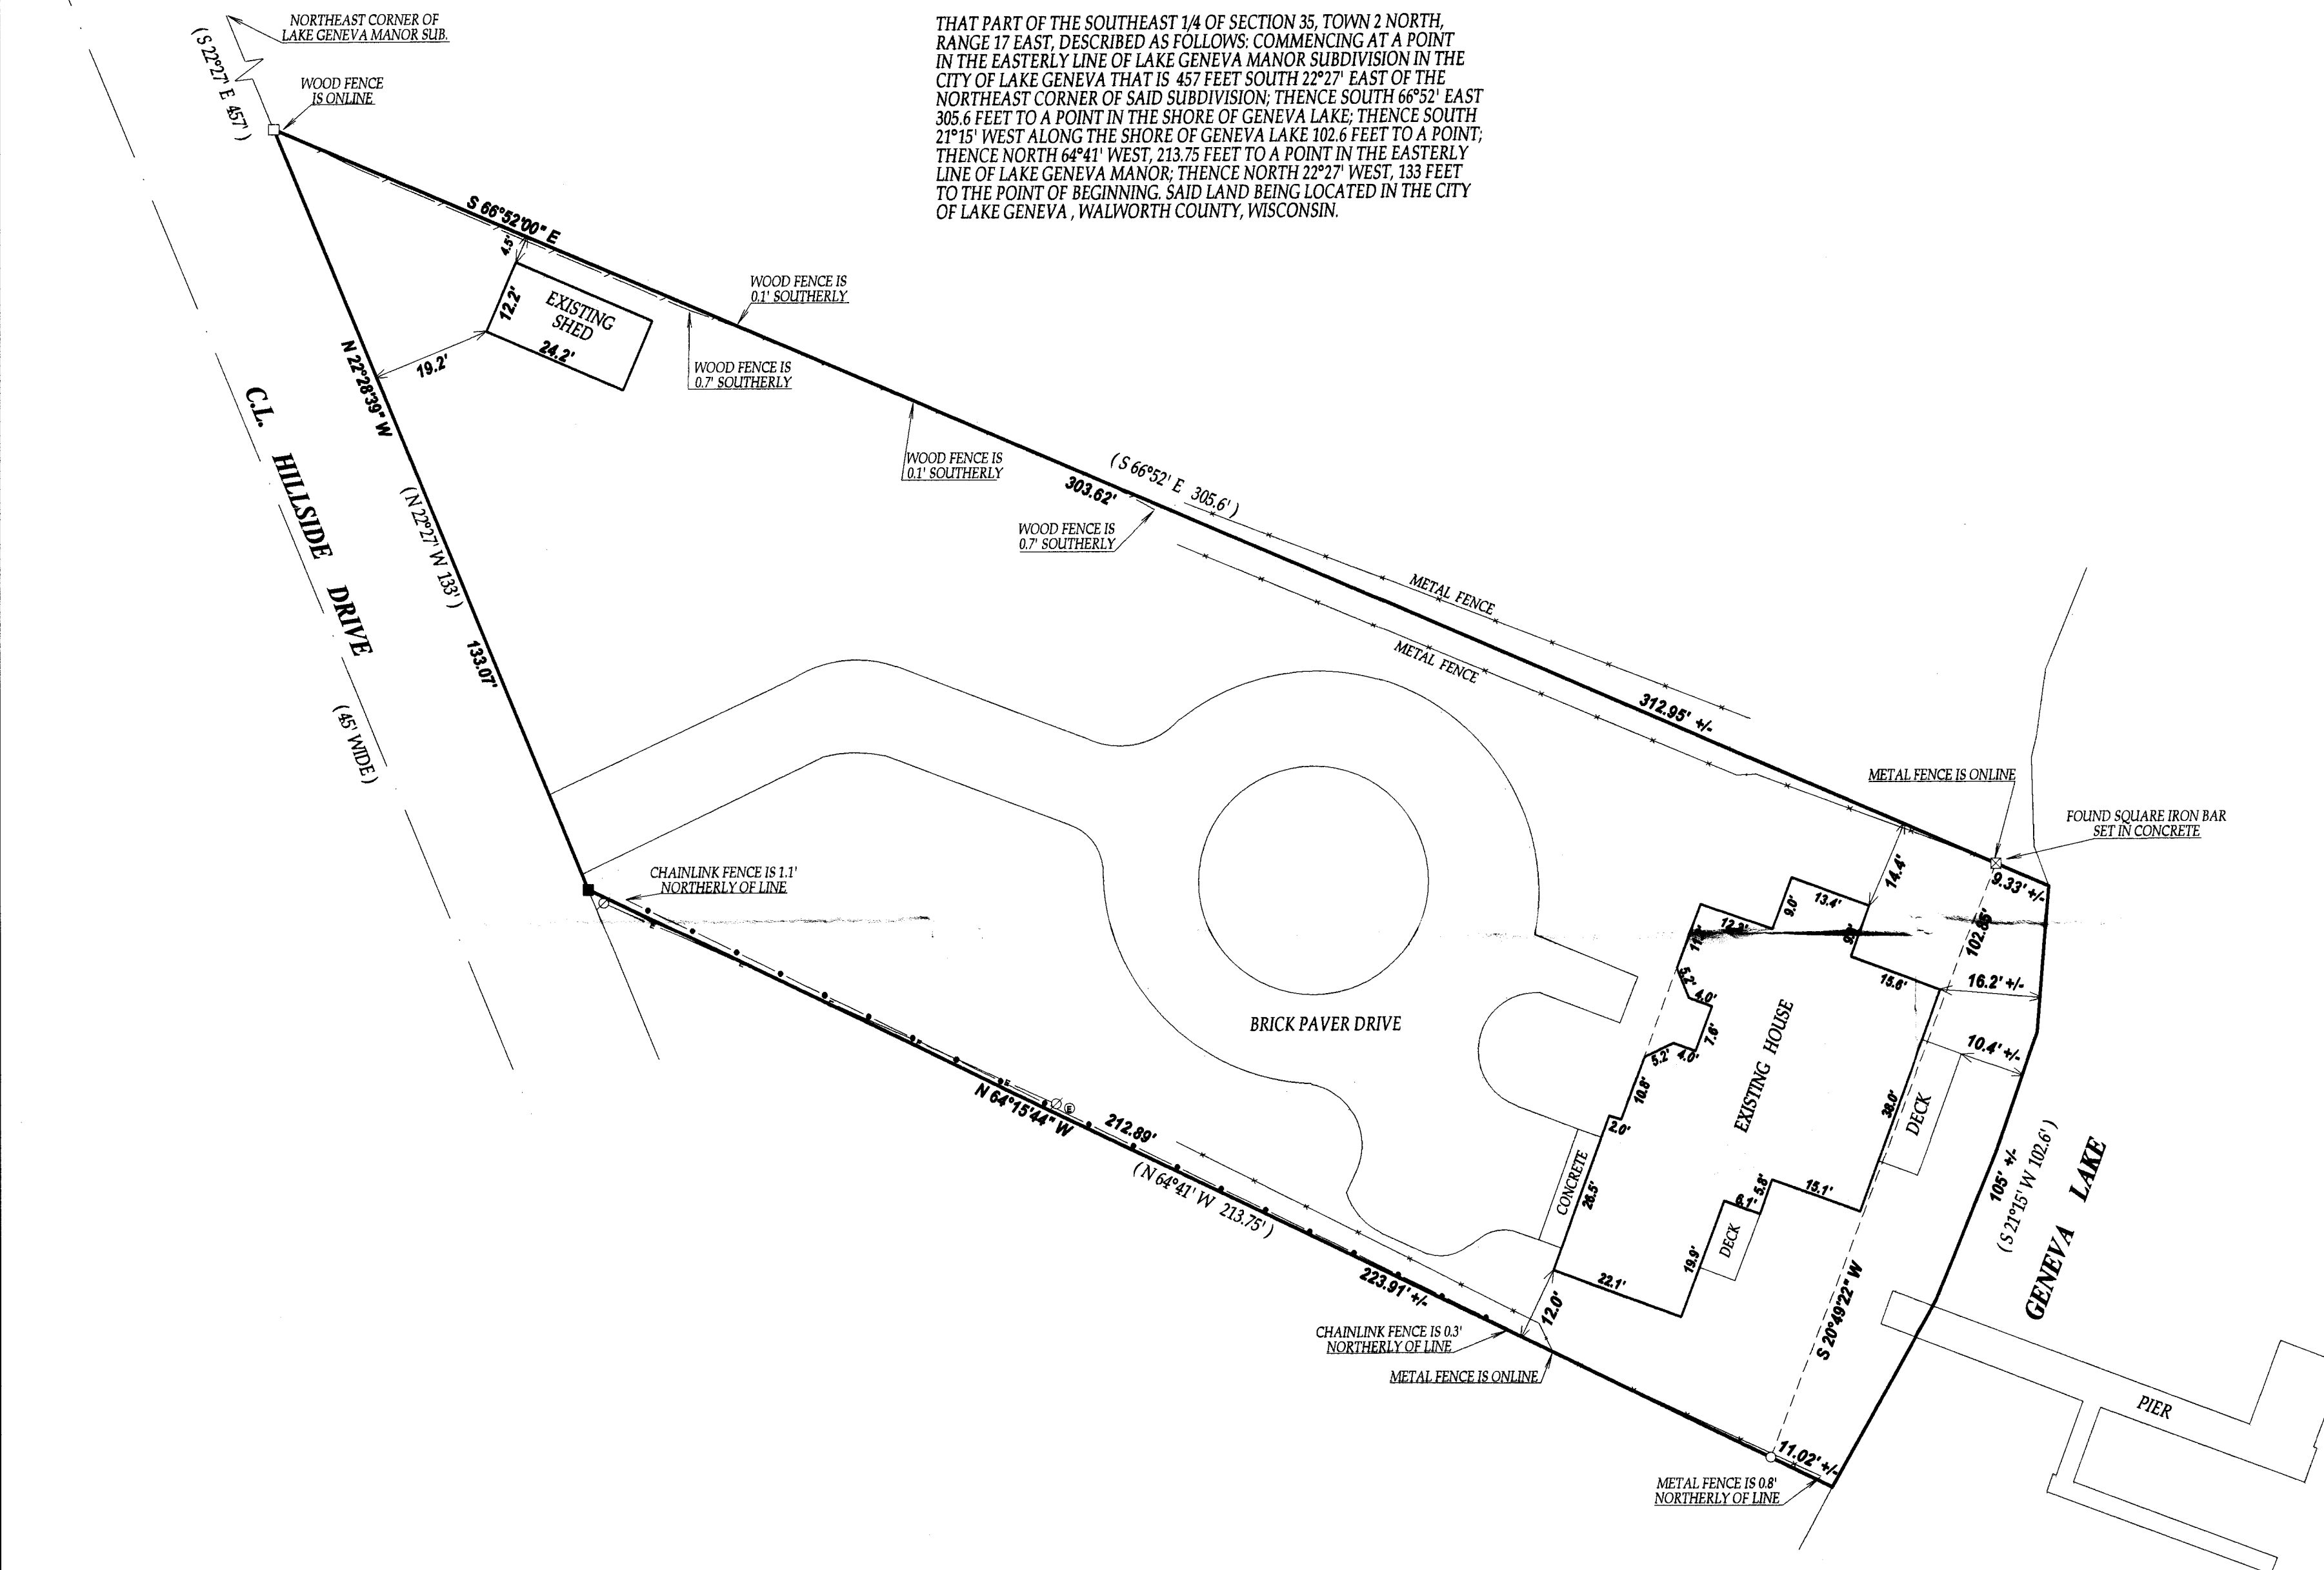 NORTHEAST CORNER OF
LAKE GENEVA MANOR SUB.
(S 22°27' E 457')
WOOD FENCE
IS ONLINE
THAT PART OF THE SOUTHEAST 1/4 OF SECTION 35, TOWN 2 NORTH,
RANGE 17 EAST, DESCRIBED AS FOLLOWS: COMMENCING AT A POINT
IN THE EASTERLY LINE OF LAKE GENEVA MANOR SUBDIVISION IN THE
CITY OF LAKE GENEVA THAT IS 457 FEET SOUTH 22°27' EAST OF THE
NORTHEAST CORNER OF SAID SUBDIVISION; THENCE SOUTH 66°52' EAST
305.6 FEET TO A POINT IN THE SHORE OF GENEVA LAKE; THENCE SOUTH
21°15' WEST ALONG THE SHORE OF GENEVA LAKE 102.6 FEET TO A POINT;
THENCE NORTH 64°41' WEST, 213.75 FEET TO A POINT IN THE EASTERLY
LINE OF LAKE GENEVA MANOR; THENCE NORTH 22°27' WEST, 133 FEET
TO THE POINT OF BEGINNING. SAID LAND BEING LOCATED IN THE CITY
OF LAKE GENEVA , WALWORTH COUNTY, WISCONSIN.
S 66°52'00" E
4.5'
12.2'
EXISTING
SHED
24.2'
19.2'
WOOD FENCE IS
0.1' SOUTHERLY
WOOD FENCE IS
0.7' SOUTHERLY
N 22°28'39" W
C.L. HILLSIDE DRIVE
(45' WIDE)
(N 22°27' W 133')
133.07'
WOOD FENCE IS
0.1' SOUTHERLY
303.62'
(S 66°52' E 305.6')
WOOD FENCE IS
0.7' SOUTHERLY
METAL FENCE
METAL FENCE
312.95' +/-
METAL FENCE IS ONLINE
FOUND SQUARE IRON BAR
SET IN CONCRETE
CHAINLINK FENCE IS 1.1'
NORTHERLY OF LINE
14.4'
9.33' +/-
102.85'
13.4'
9.0'
12.3'
5.2'
4.0'
7.6'
4.0'
5.2'
10.8'
2.0'
15.6'
16.2' +/-
10.4' +/-
BRICK PAVER DRIVE
EXISTING HOUSE
38.0'
DECK
CONCRETE
26.5'
15.1'
5.8'
6.1'
DECK
19.9'
22.1'
12.0'
N 64°15'44" W
212.89'
(N 64°41' W 213.75')
223.91' +/-
E
CHAINLINK FENCE IS 0.3'
NORTHERLY OF LINE
METAL FENCE IS ONLINE
105' +/-
(S 21°15' W 102.6')
GENEVA LAKE
S 20°49'22" W
PIER
11.02' +/-
METAL FENCE IS 0.8'
NORTHERLY OF LINE